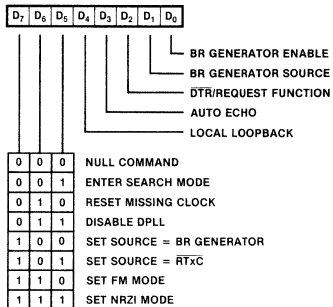 D7 D6 D5 D4 D3 D2 D1 D0
BR GENERATOR ENABLE
BR GENERATOR SOURCE
DTR/REQUEST FUNCTION
AUTO ECHO
LOCAL LOOPBACK
0 0 0 NULL COMMAND
0 0 1 ENTER SEARCH MODE
0 1 0 RESET MISSING CLOCK
0 1 1 DISABLE DPLL
1 0 0 SET SOURCE = BR GENERATOR
1 0 1 SET SOURCE = RTxC
1 1 0 SET FM MODE
1 1 1 SET NRZI MODE